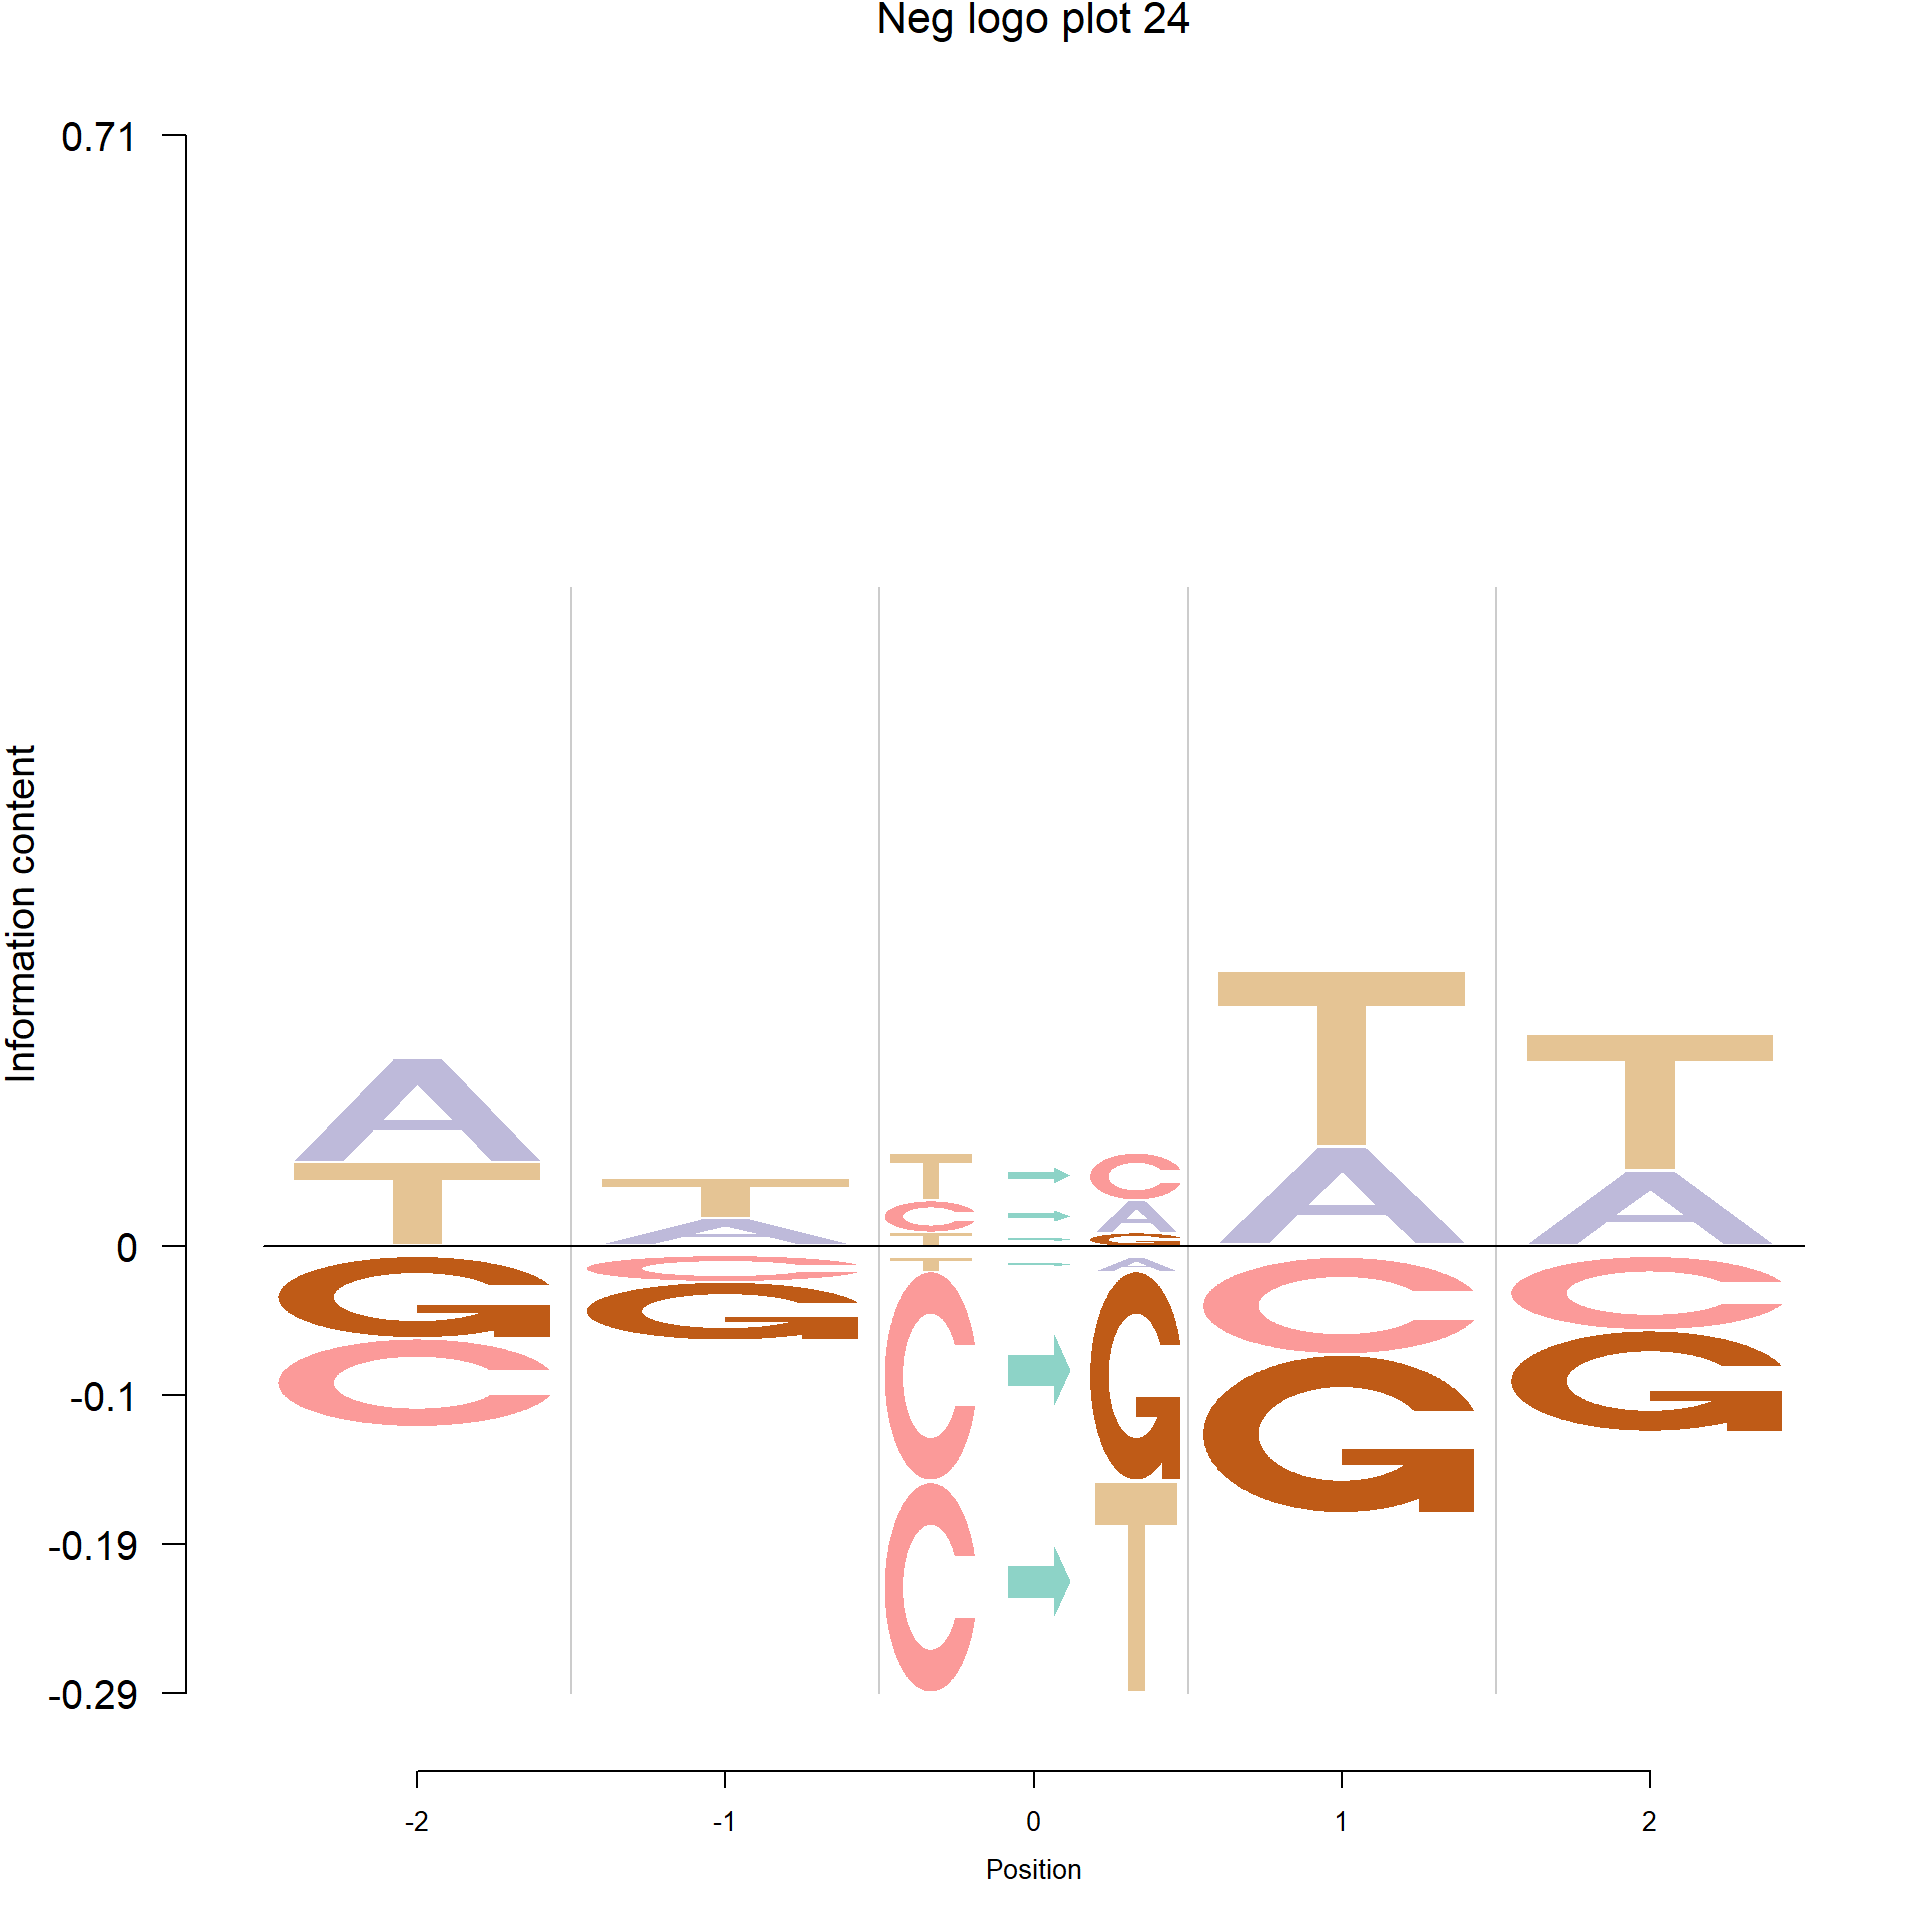 Neg logo plot 24
0.71
0
-0.1
-0.19
-0.29
Information content
A
T
G
C
T
A
C
G
T C
C A
T G
T A
C G
C T
T
A
C
G
T
A
C
G
-2 -1 0 1 2
Position